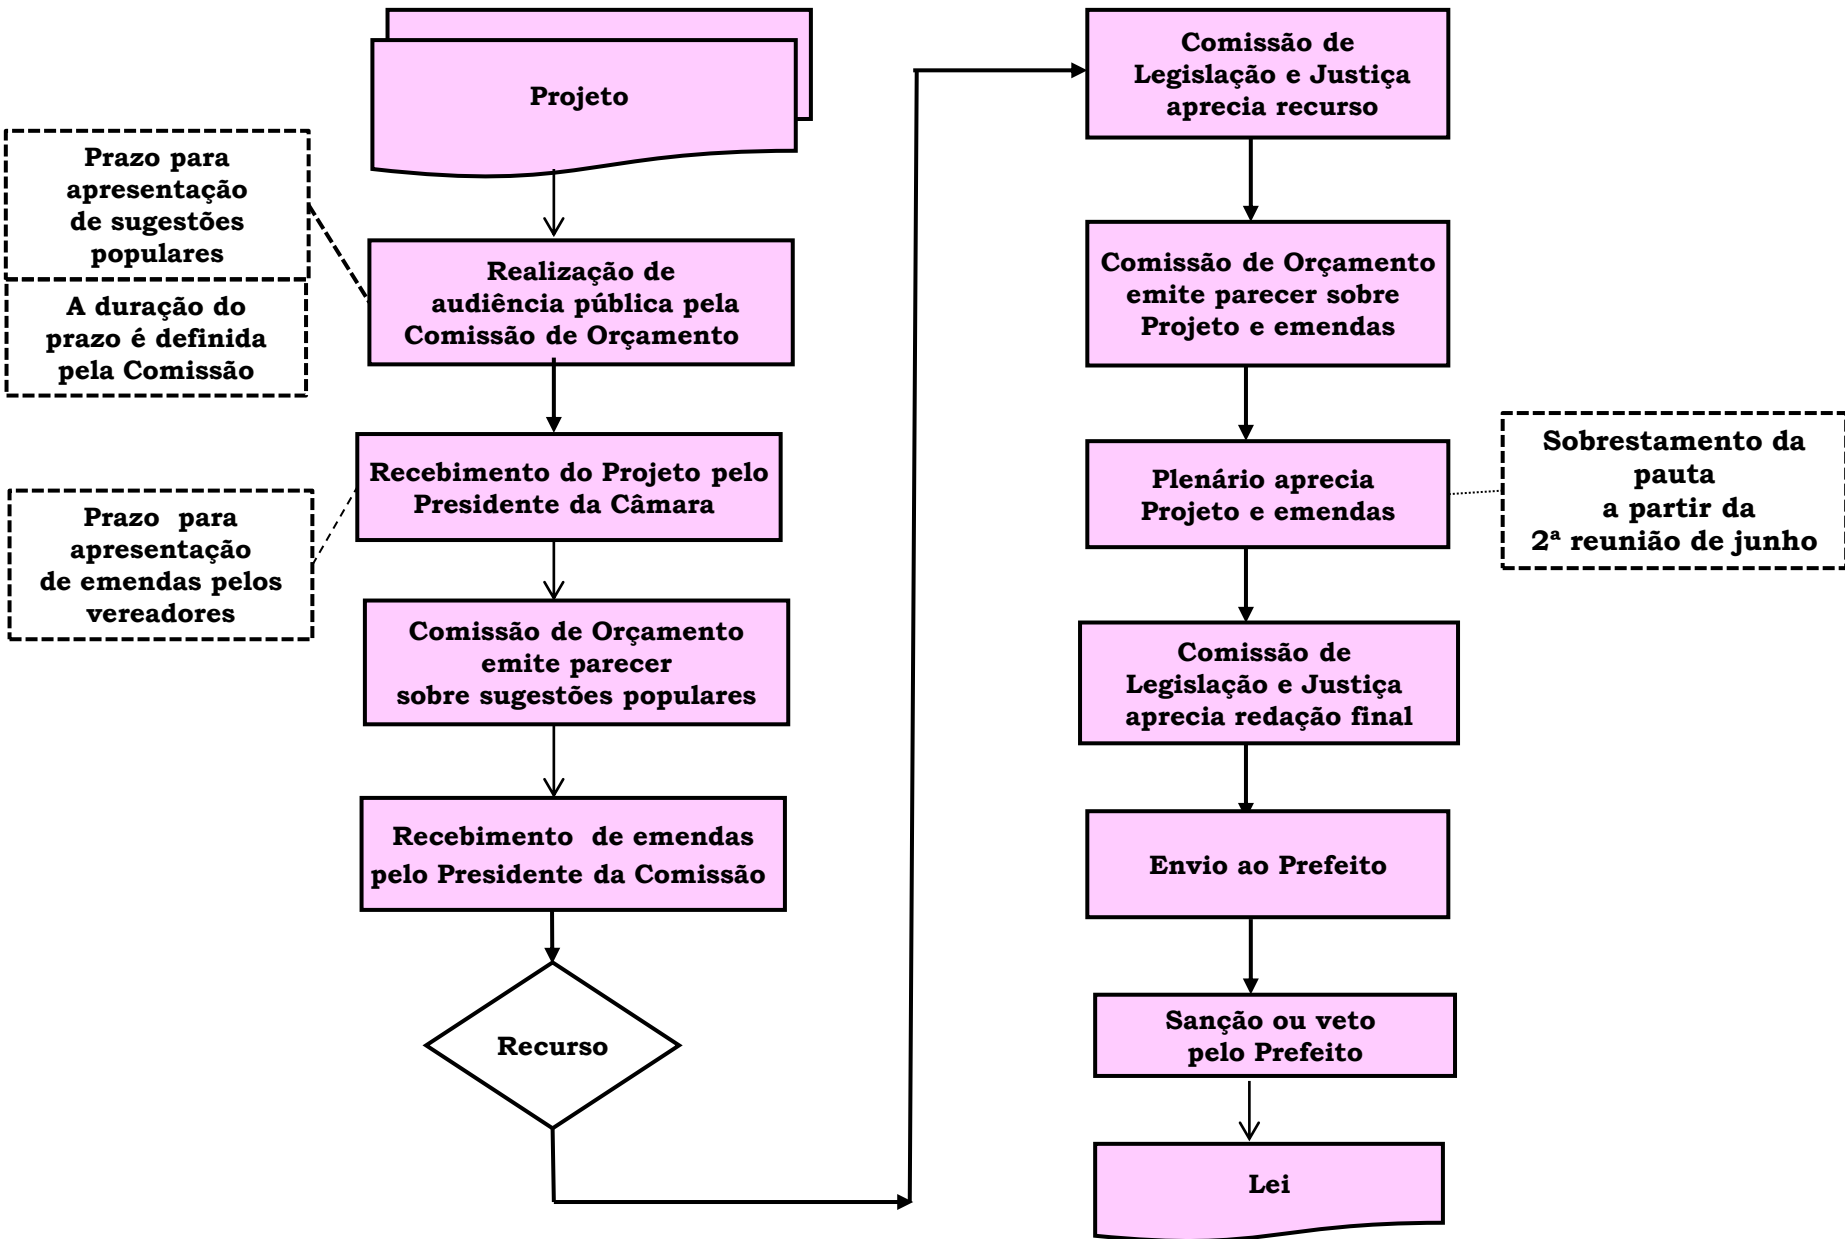 Projeto
Prazo para
apresentação
de sugestões
populares
A duração do
prazo é definida
pela Comissão
Realização de
audiência pública pela
Comissão de Orçamento
Recebimento do Projeto pelo
Presidente da Câmara
Prazo para
apresentação
de emendas pelos
vereadores
Comissão de Orçamento
emite parecer
sobre sugestões populares
Recebimento de emendas
pelo Presidente da Comissão
Recurso
Comissão de
Legislação e Justiça
aprecia recurso
Comissão de Orçamento
emite parecer sobre
Projeto e emendas
Plenário aprecia
Projeto e emendas
Sobrestamento da
pauta
a partir da
2ª reunião de junho
Comissão de
Legislação e Justiça
aprecia redação final
Envio ao Prefeito
Sanção ou veto
pelo Prefeito
Lei